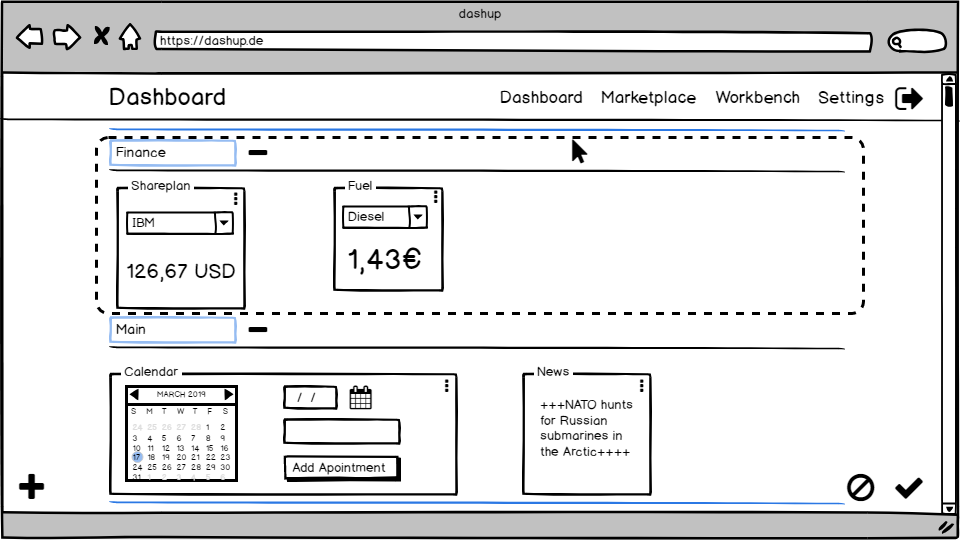 dashup
https://dashup.de
Dashboard
Dashboard Marketplace Workbench Settings
Finance
Shareplan
IBM
126,67 USD
Fuel
Diesel
1,43€
Main
Calendar
MARCH 2019
S M T W T F S
24 25 26 27 28 1 2
3 4 5 6 7 8 9
10 11 12 13 14 15 16
17 18 19 20 21 22 23
24 25 26 27 28 29 30
31
/ /
Add Apointment
News
+++NATO hunts
for Russian
submarines in
the Arctic++++